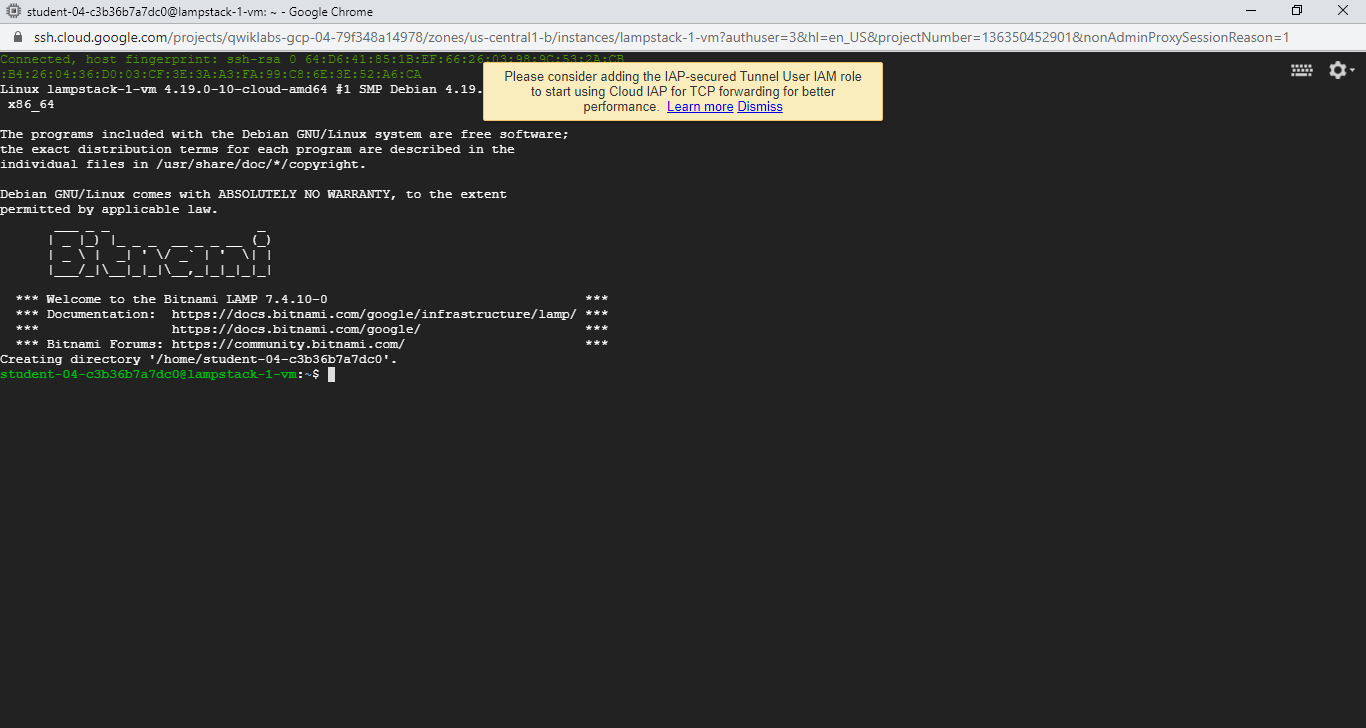 student-04-c3b36b7a7dc0@lampstack-1-vm: ~ - Google Chrome
ssh.cloud.google.com/projects/qwiklabs-gcp-04-79f348a14978/zones/us-central1-b/instances/lampstack-1-vm?authuser=3&hl=en_US&projectNumber=136350452901&nonAdminProxySessionReason=1
Connected, host fingerprint: ssh-rsa 0 64:D6:41:85:1B:EF:66:26:03:98:9C:53:2A:CB
:B4:26:04:36:D0:03:CF:3E:3A:A3:FA:99:C8:6E:3E:52:A6:CA
Linux lampstack-1-vm 4.19.0-10-cloud-amd64 #1 SMP Debian 4.19.
x86_64
Please consider adding the IAP-secured Tunnel User IAM role
to start using Cloud IAP for TCP forwarding for better
performance. Learn more Dismiss
The programs included with the Debian GNU/Linux system are free software;
the exact distribution terms for each program are described in the
individual files in /usr/share/doc/*/copyright.
Debian GNU/Linux comes with ABSOLUTELY NO WARRANTY, to the extent
permitted by applicable law.
Bitnami
*** Welcome to the Bitnami LAMP 7.4.10-0 ***
*** Documentation: https://docs.bitnami.com/google/infrastructure/lamp/ ***
*** https://docs.bitnami.com/google/ ***
*** Bitnami Forums: https://community.bitnami.com/ ***
Creating directory '/home/student-04-c3b36b7a7dc0'.
student-04-c3b36b7a7dc0@lampstack-1-vm:~$